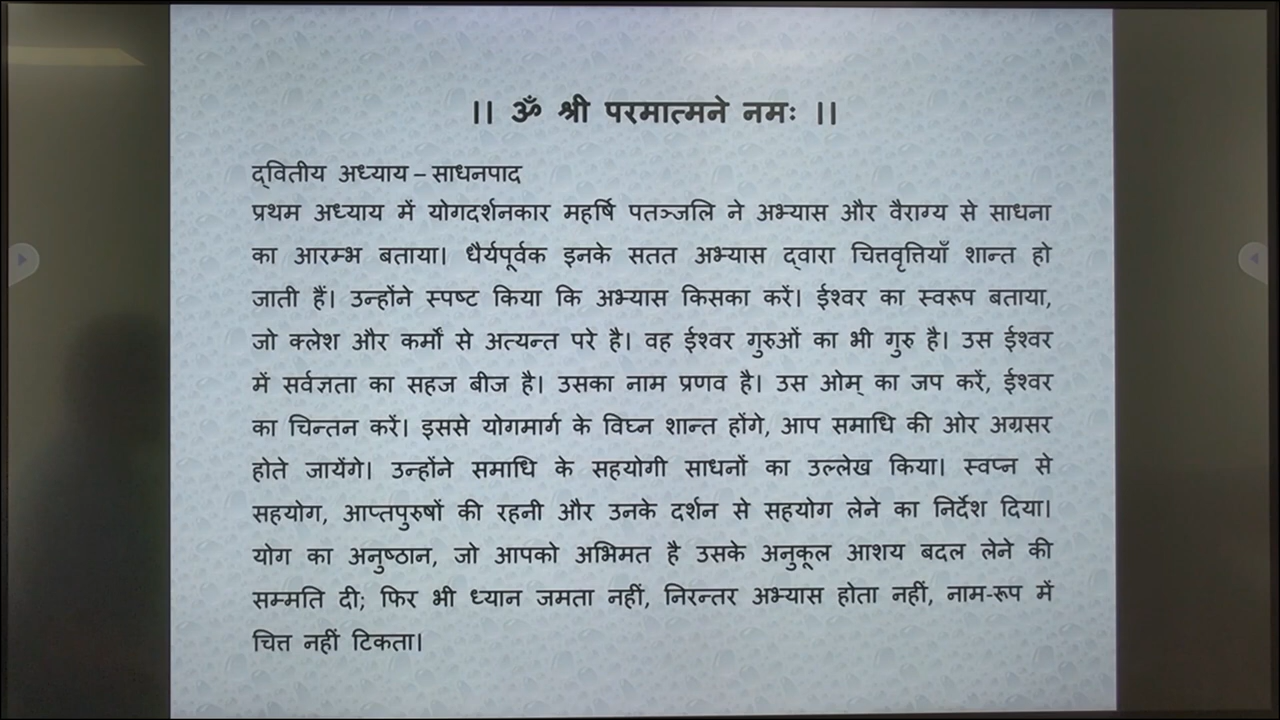 || ॐ श्री परमात्मने नमः ||
द्वितीय अध्याय – साधनपाद
प्रथम अध्याय में योगदर्शनकार महर्षि पतञ्जलि ने अभ्यास और वैराग्य से साधना
का आरम्भ बताया। धैर्यपूर्वक इनके सतत अभ्यास द्वारा चित्तवृत्तियाँ शान्त हो
जाती हैं। उन्होंने स्पष्ट किया कि अभ्यास किसका करें। ईश्वर का स्वरूप बताया,
जो क्लेश और कर्मों से अत्यन्त परे है। वह ईश्वर गुरुओं का भी गुरु है। उस ईश्वर
में सर्वज्ञता का सहज बीज है। उसका नाम प्रणव है। उस ओम् का जप करें, ईश्वर
का चिन्तन करें। इससे योगमार्ग के विघ्न शान्त होंगे, आप समाधि की ओर अग्रसर
होते जायेंगे। उन्होंने समाधि के सहयोगी साधनों का उल्लेख किया। स्वप्न से
सहयोग, आप्तपुरुषों की रहनी और उनके दर्शन से सहयोग लेने का निर्देश दिया।
योग का अनुष्ठान, जो आपको अभिमत है उसके अनुकूल आशय बदल लेने की
सम्मति दी; फिर भी ध्यान जमता नहीं, निरन्तर अभ्यास होता नहीं, नाम-रूप में
चित्त नहीं टिकता।